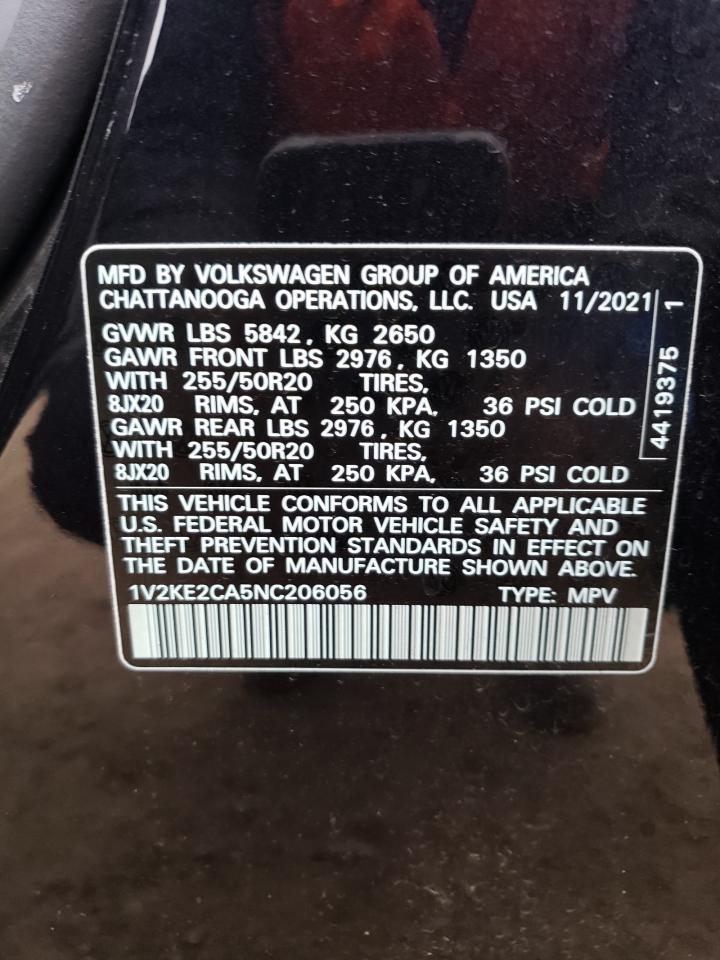 MFD BY VOLKSWAGEN GROUP OF AMERICA
CHATTANOOGA OPERATIONS, LLC. USA 11/2021
GVWR LBS 5842, KG 2650
GAWR FRONT LBS 2976, KG 1350
WITH 255/50R20 TIRES,
8JX20 RIMS, AT 250 KPA, 36 PSI COLD
GAWR REAR LBS 2976, KG 1350
WITH 255/50R20 TIRES,
8JX20 RIMS, AT 250 KPA, 36 PSI COLD
4419375 1
THIS VEHICLE CONFORMS TO ALL APPLICABLE
U.S. FEDERAL MOTOR VEHICLE SAFETY AND
THEFT PREVENTION STANDARDS IN EFFECT ON
THE DATE OF MANUFACTURE SHOWN ABOVE.
1V2KE2CA5NC206056 TYPE: MPV